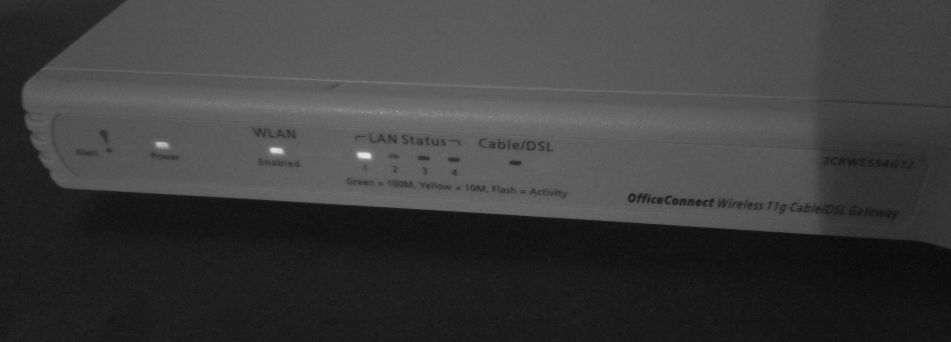 Alert
Power
WLAN
Enabled
LAN Status
1 2 3 4
Green = 100M, Yellow = 10M, Flash = Activity
Cable/DSL
3CRWE554G72
OfficeConnect Wireless 11g Cable/DSL Gateway